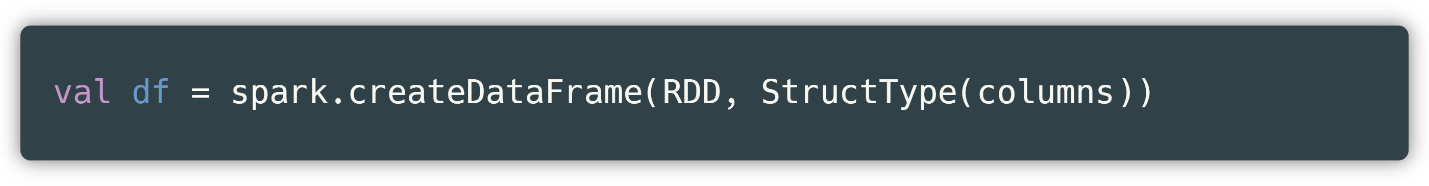 val df = spark.createDataFrame(RDD, StructType(columns))